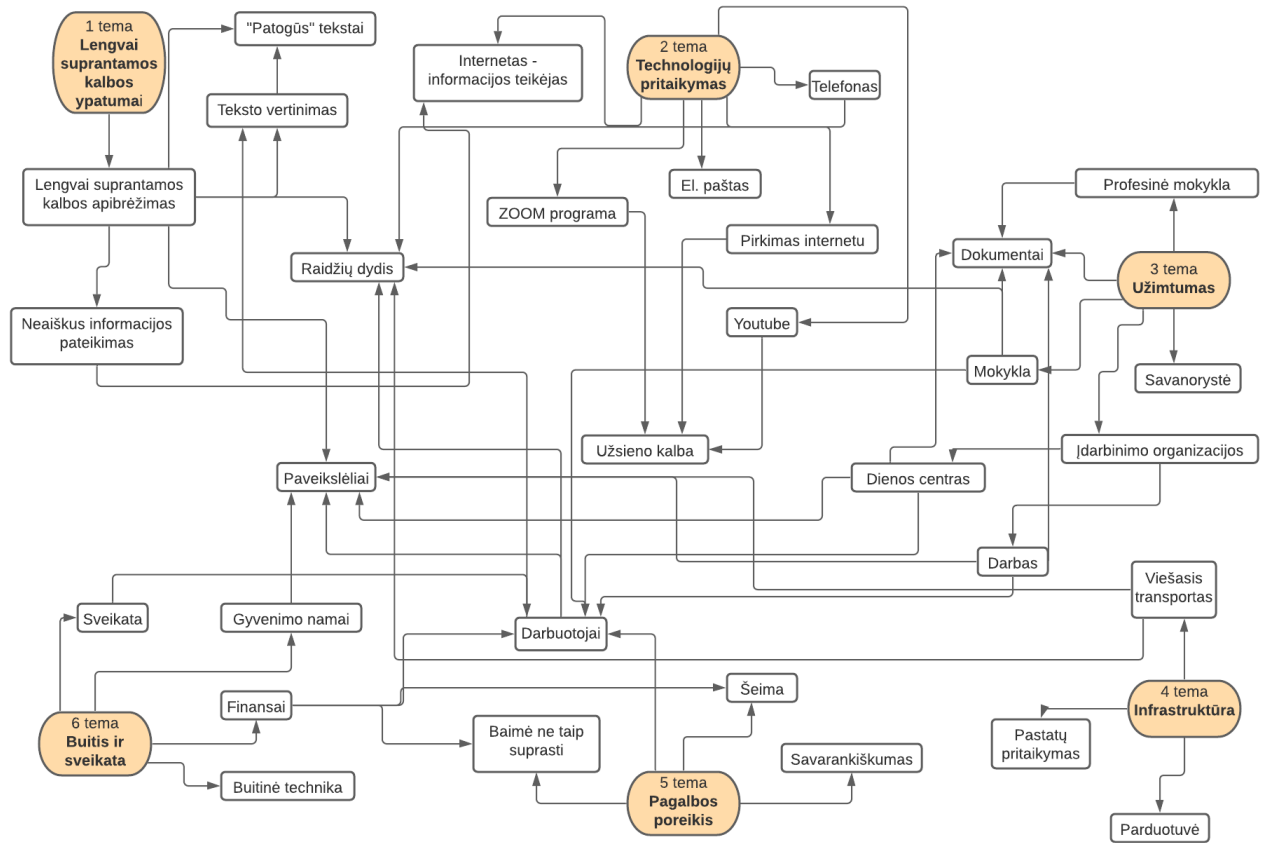 1 tema
Lengvai
suprantamos
kalbos
ypatumai
"Patogūs" tekstai
Teksto vertinimas
Lengvai suprantamos
kalbos apibrėžimas
Neaiškus informacijos
pateikimas
Raidžių dydis
Internetas -
informacijos teikėjas
2 tema
Technologijų
pritaikymas
Telefonas
El. paštas
ZOOM programa
Pirkimas internetu
Youtube
Užsieno kalba
Profesinė mokykla
Dokumentai
3 tema
Užimtumas
Mokykla
Savanorystė
Įdarbinimo organizacijos
Dienos centras
Darbas
Paveikslėliai
Viešasis
transportas
4 tema
Infrastruktūra
Pastatų
pritaikymas
Parduotuvė
Sveikata
Gyvenimo namai
Darbuotojai
Finansai
Šeima
6 tema
Buitis ir
sveikata
Buitinė technika
Baimė ne taip
suprasti
Savarankiškumas
5 tema
Pagalbos
poreikis